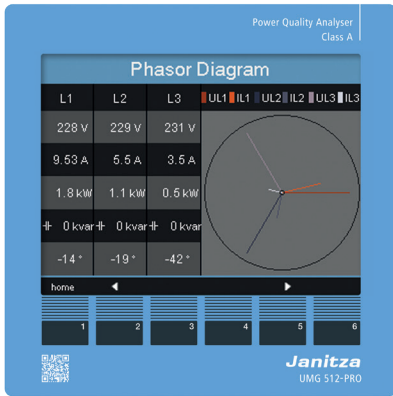 Power Quality Analyser
Class A
Phasor Diagram
L1 L2 L3 UL1 IL1 UL2 IL2 UL3 IL3
228 V 229 V 231 V
9.53 A 5.5 A 3.5 A
1.8 kW 1.1 kW 0.5 kW
0 kvar 0 kvar 0 kvar
-14 ° -19 ° -42 °
home
1 2 3 4 5 6
Janitza
UMG 512-PRO